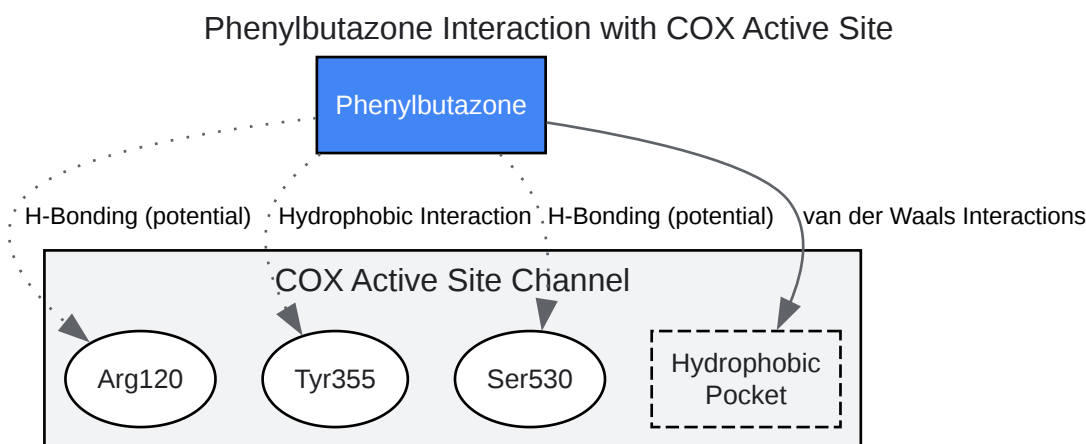 Phenylbutazone Interaction with COX Active Site
Phenylbutazone
H-Bonding (potential)
Hydrophobic Interaction
H-Bonding (potential)
van der Waals Interactions
COX Active Site Channel
Arg120
Tyr355
Ser530
Hydrophobic
Pocket